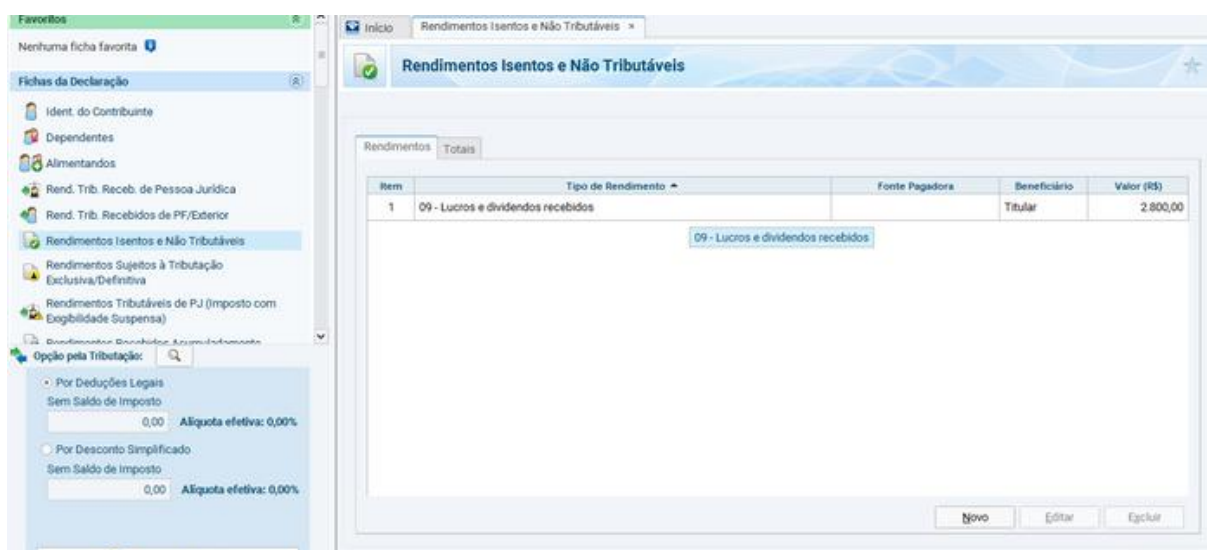 Favoritos
Nenhuma ficha favorita
Fichas da Declaração
Ident. do Contribuinte
Dependentes
Alimentandos
Rend. Trib. Receb. de Pessoa Jurídica
Rend. Trib. Recebidos de PF/Exterior
Rendimentos Isentos e Não Tributáveis
Rendimentos Sujeitos à Tributação
Exclusiva/Definitiva
Rendimentos Tributáveis de PJ (Imposto com
Exigibilidade Suspensa)
Rendimentos Recebidos Acumuladamente
Opção pela Tributação:
Por Deduções Legais
Sem Saldo de Imposto
0,00 Alíquota efetiva: 0,00%
Por Desconto Simplificado
Sem Saldo de Imposto
0,00 Alíquota efetiva: 0,00%
Início Rendimentos Isentos e Não Tributáveis ×
Rendimentos Isentos e Não Tributáveis
Rendimentos Totais
Item Tipo de Rendimento Fonte Pagadora Beneficiário Valor (R$)
1 09 - Lucros e dividendos recebidos Titular 2.800,00
09 - Lucros e dividendos recebidos
Novo Editar Excluir